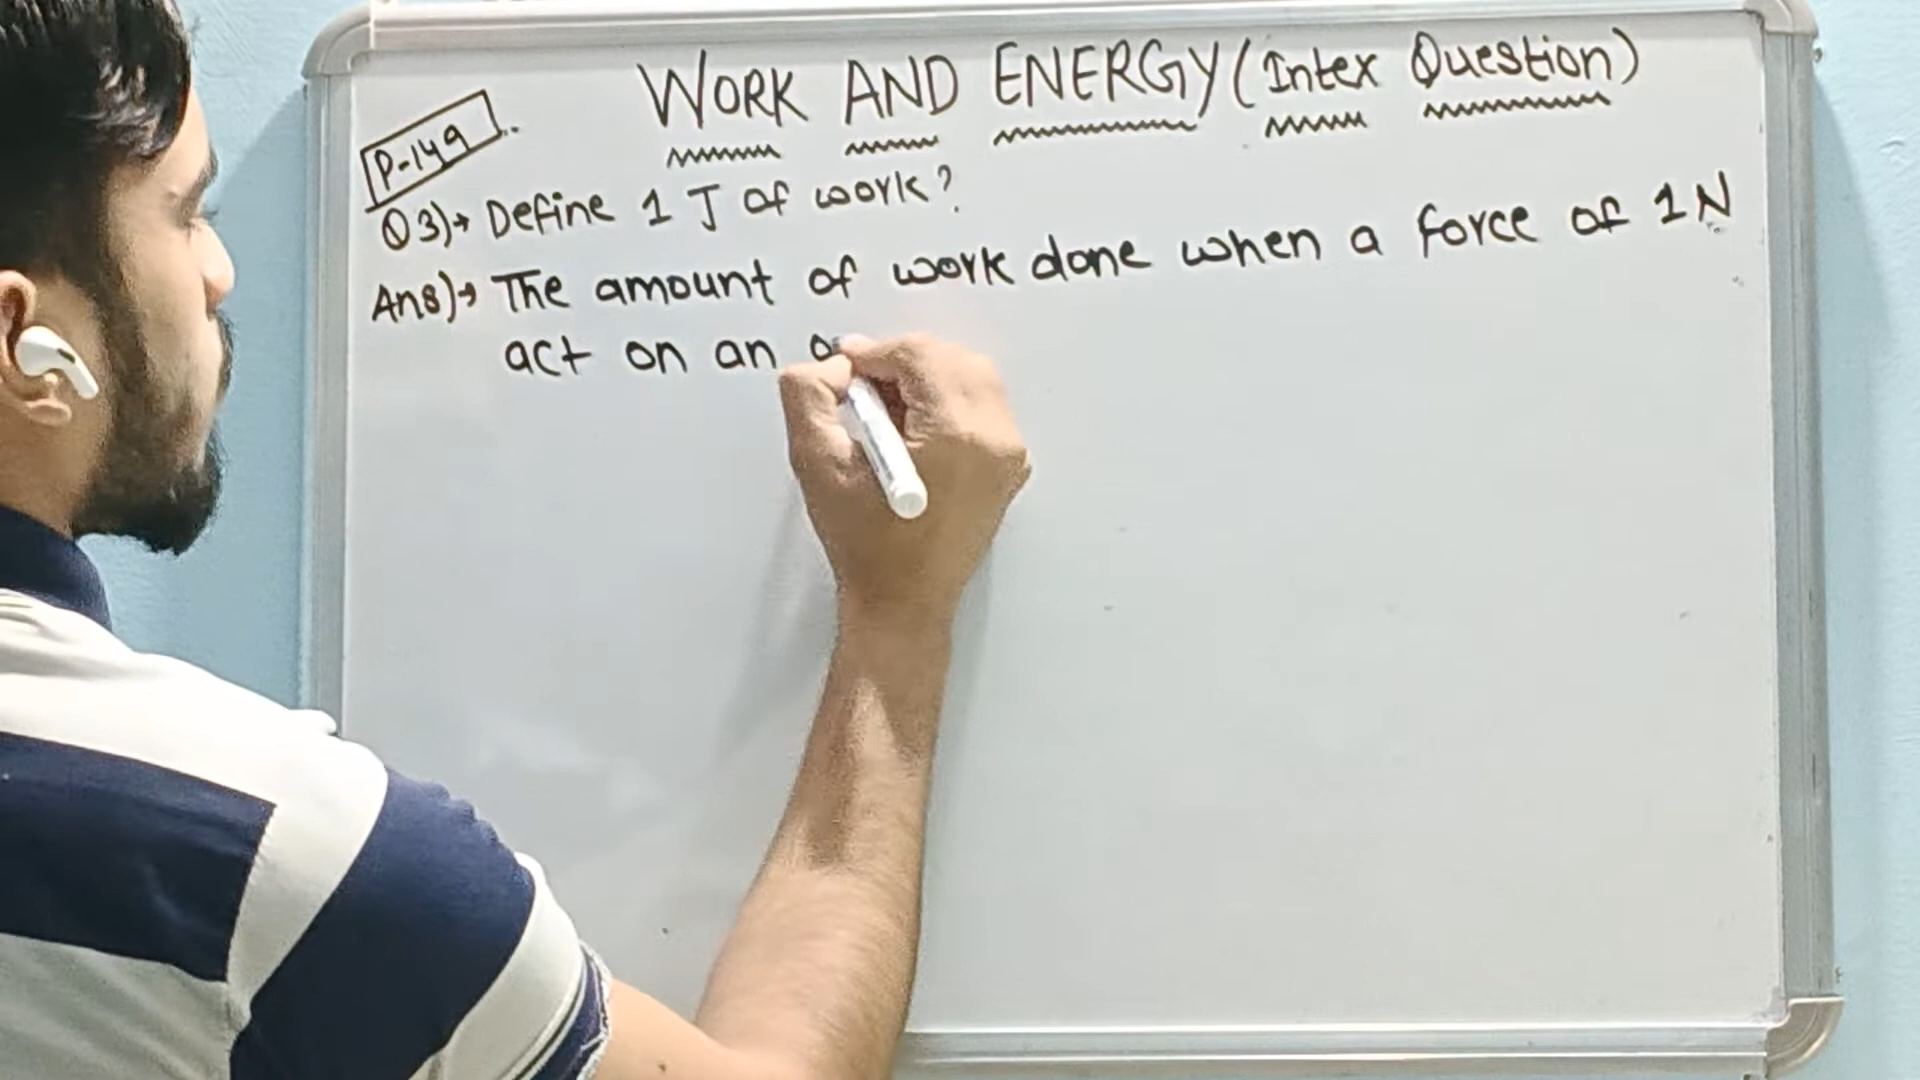 WORK AND ENERGY (Intex Question)
P-149
Q3)→ Define 1 J of work?
Ans)→ The amount of work done when a force of 1N
act on an